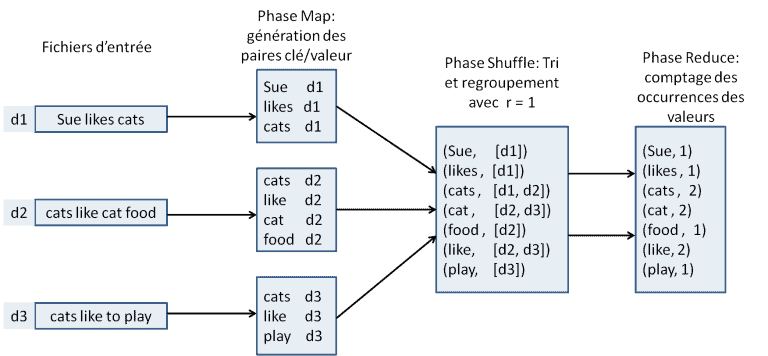 Fichiers d'entrée
d1 Sue likes cats
d2 cats like cat food
d3 cats like to play
Phase Map:
génération des
paires clé/valeur
Sue d1
likes d1
cats d1
cats d2
like d2
cat d2
food d2
cats d3
like d3
play d3
Phase Shuffle: Tri
et regroupement
avec r = 1
(Sue, [d1])
(likes , [d1])
(cats , [d1, d2])
(cat , [d2, d3])
(food , [d2])
(like, [d2, d3])
(play, [d3])
Phase Reduce:
comptage des
occurrences des
valeurs
(Sue, 1)
(likes , 1)
(cats , 2)
(cat , 2)
(food , 1)
(like, 2)
(play, 1)